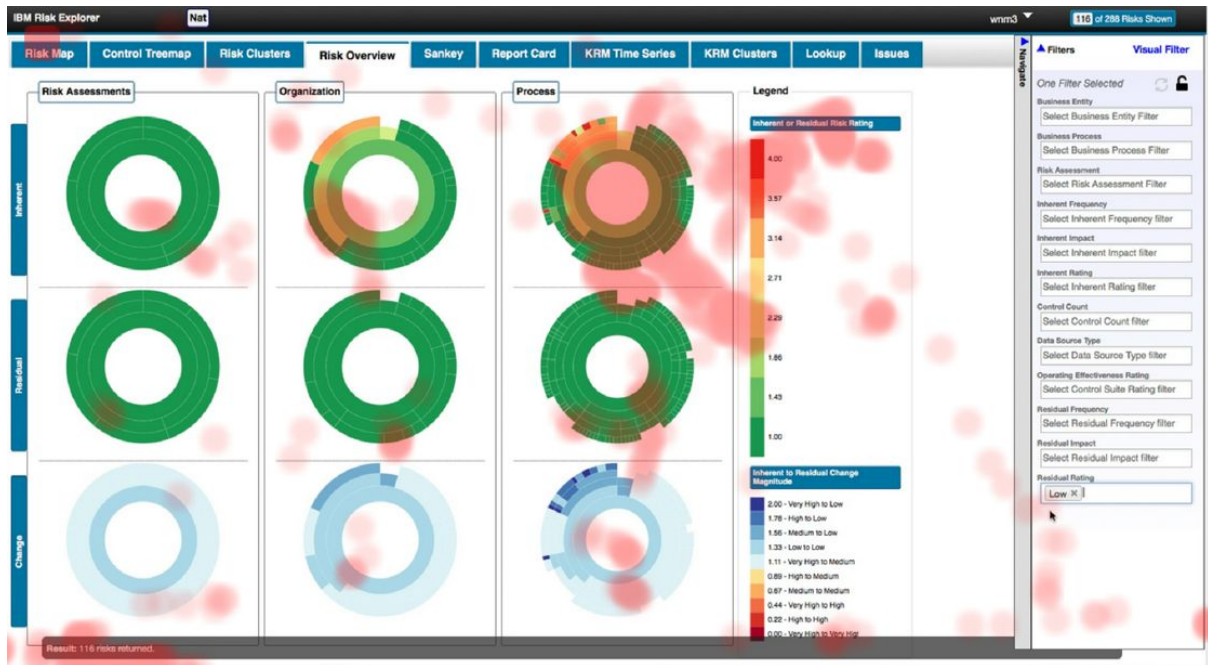 IBM Risk Explorer
Nat
wnm3
116 of 288 Risks Shown
Risk Map
Control Treemap
Risk Clusters
Risk Overview
Sankey
Report Card
KRM Time Series
KRM Clusters
Lookup
Issues
Navigate
Filters
Visual Filter
Risk Assessments
Organization
Process
Legend
Inherent
Residual
Change
Inherent or Residual Risk Rating
4.00
3.57
3.14
2.71
2.29
1.86
1.43
1.00
Inherent to Residual Change
Magnitude
2.00 - Very High to Low
1.78 - High to Low
1.56 - Medium to Low
1.33 - Low to Low
1.11 - Very High to Medium
0.89 - High to Medium
0.67 - Medium to Medium
0.44 - Very High to High
0.22 - High to High
0.00 - Very High to Very Higl
One Filter Selected
Business Entity
Select Business Entity Filter
Business Process
Select Business Process Filter
Risk Assessment
Select Risk Assessment Filter
Inherent Frequency
Select Inherent Frequency filter
Inherent Impact
Select Inherent Impact filter
Inherent Rating
Select Inherent Rating filter
Control Count
Select Control Count filter
Data Source Type
Select Data Source Type filter
Operating Effectiveness Rating
Select Control Suite Rating filter
Residual Frequency
Select Residual Frequency filter
Residual Impact
Select Residual Impact filter
Residual Rating
Low ×
Result: 116 risks returned.